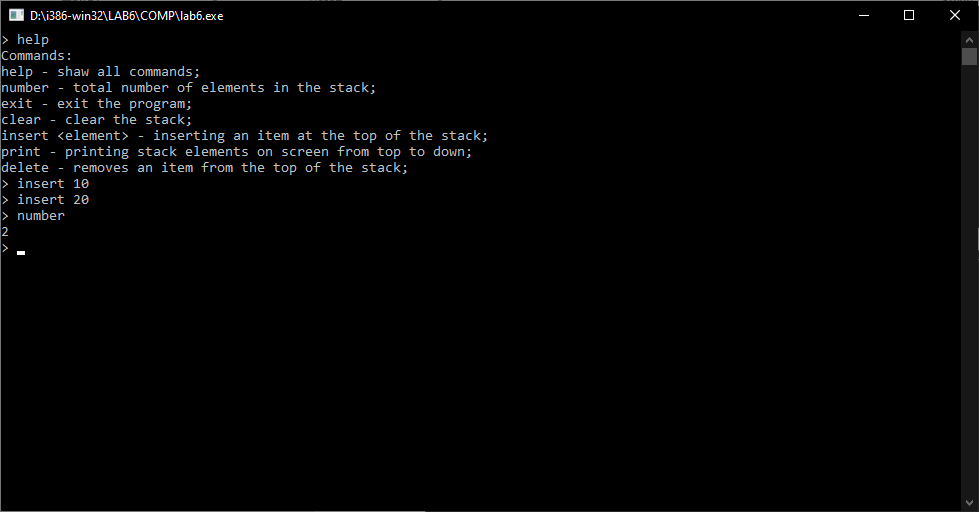 D:\i386-win32\LAB6\COMP\lab6.exe
> help
Commands:
help - shaw all commands;
number - total number of elements in the stack;
exit - exit the program;
clear - clear the stack;
insert <element> - inserting an item at the top of the stack;
print - printing stack elements on screen from top to down;
delete - removes an item from the top of the stack;
> insert 10
> insert 20
> number
2
>